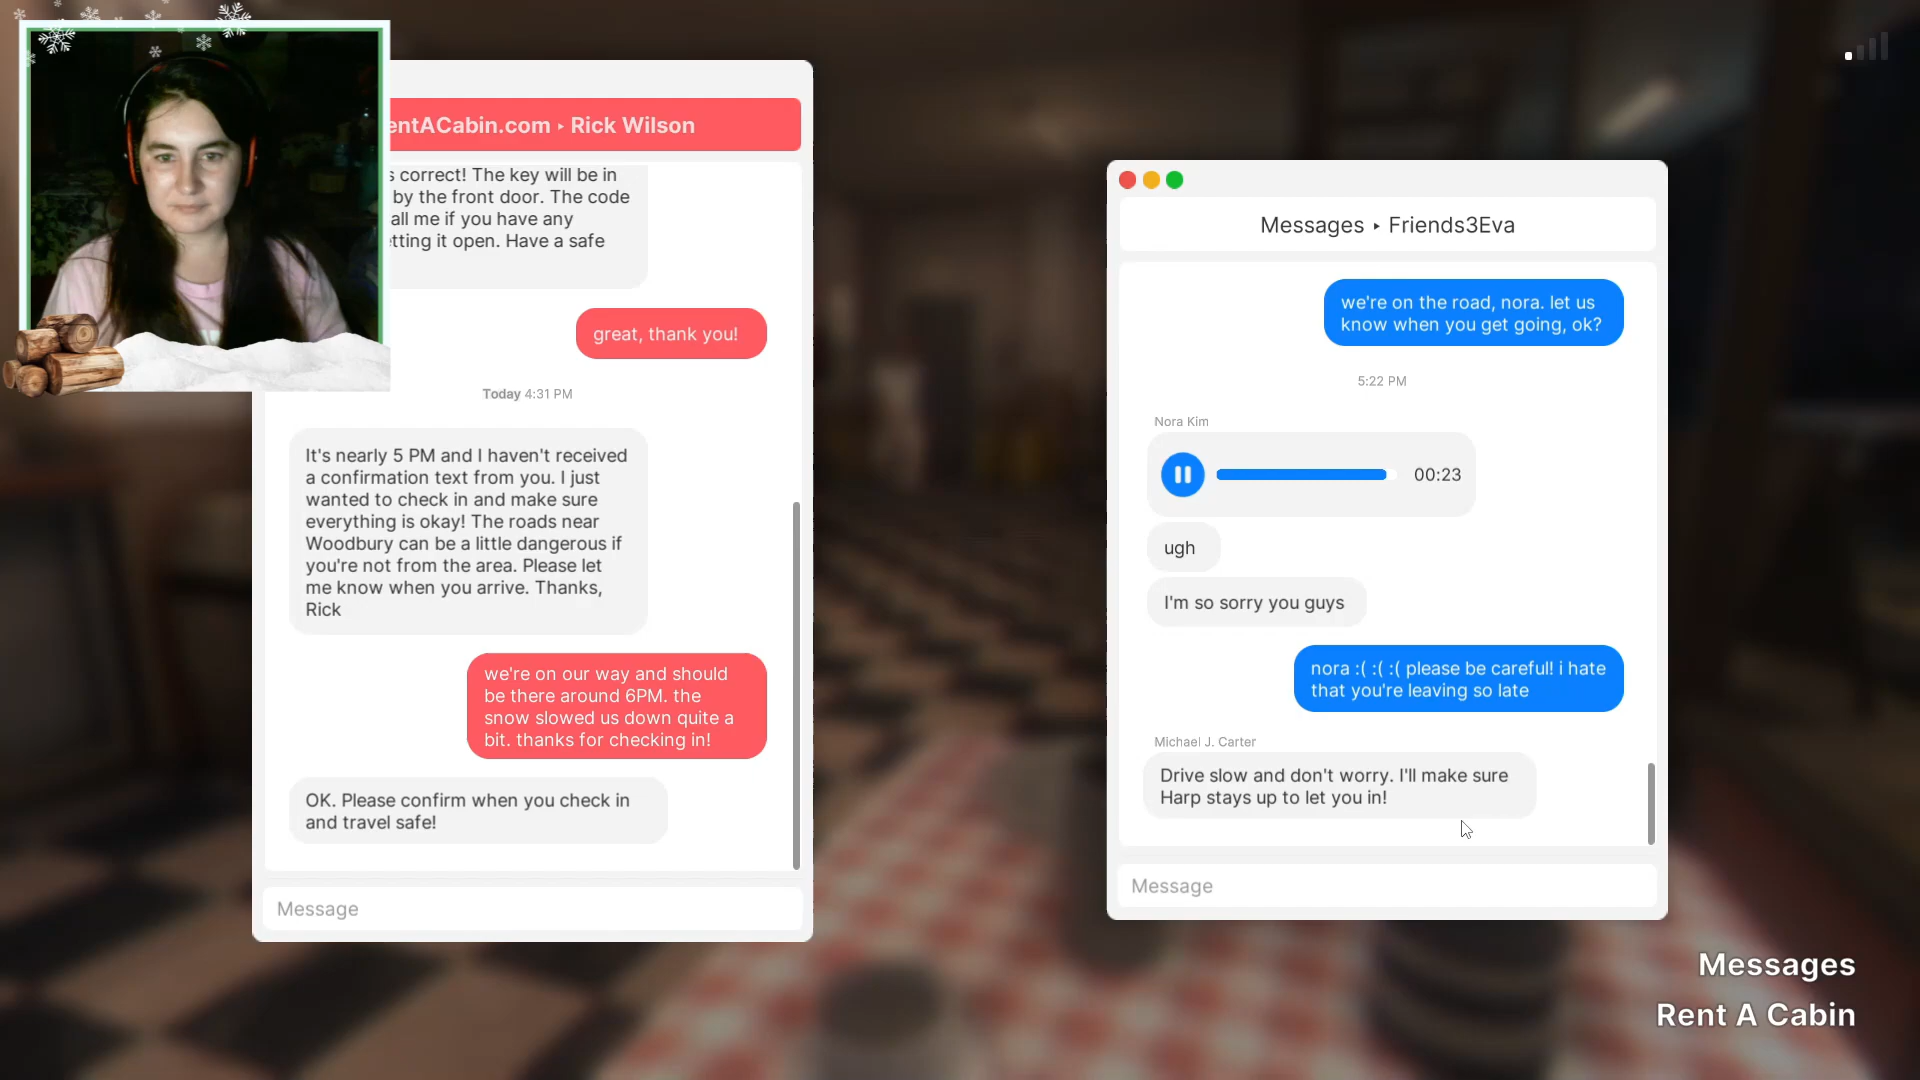 entACabin.com ▸ Rick Wilson
s correct! The key will be in
by the front door. The code
all me if you have any
tting it open. Have a safe
great, thank you!
Today 4:31 PM
It's nearly 5 PM and I haven't received
a confirmation text from you. I just
wanted to check in and make sure
everything is okay! The roads near
Woodbury can be a little dangerous if
you're not from the area. Please let
me know when you arrive. Thanks,
Rick
we're on our way and should
be there around 6PM. the
snow slowed us down quite a
bit. thanks for checking in!
OK. Please confirm when you check in
and travel safe!
Message
Messages ▸ Friends3Eva
we're on the road, nora. let us
know when you get going, ok?
5:22 PM
Nora Kim
00:23
ugh
I'm so sorry you guys
nora :( :( :( please be careful! i hate
that you're leaving so late
Michael J. Carter
Drive slow and don't worry. I'll make sure
Harp stays up to let you in!
Message
Messages
Rent A Cabin